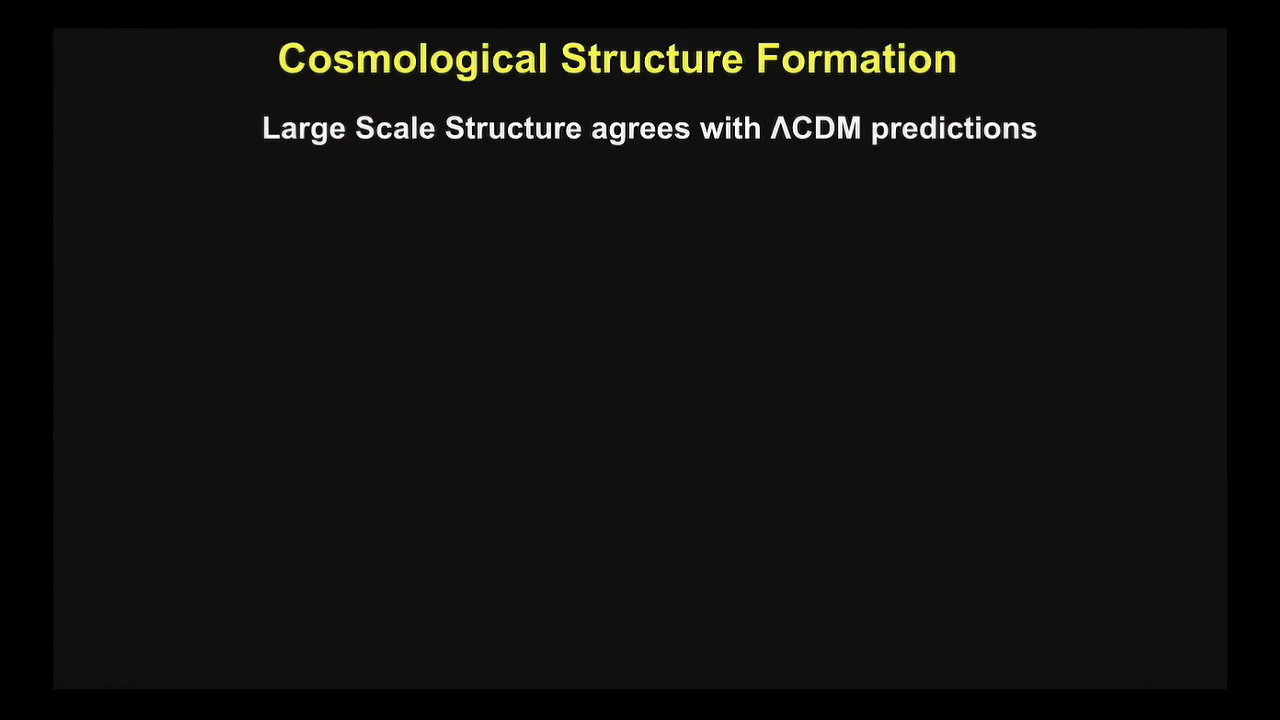 Cosmological Structure Formation
Large Scale Structure agrees with ΛCDM predictions